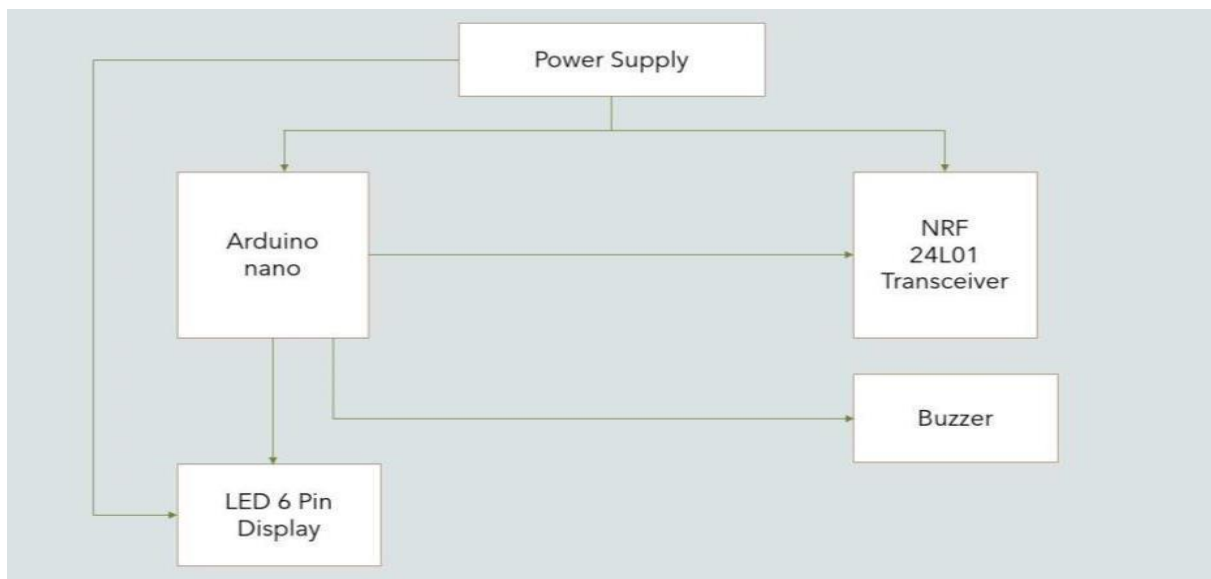 Power Supply
Arduino
nano
NRF
24L01
Transceiver
Buzzer
LED 6 Pin
Display